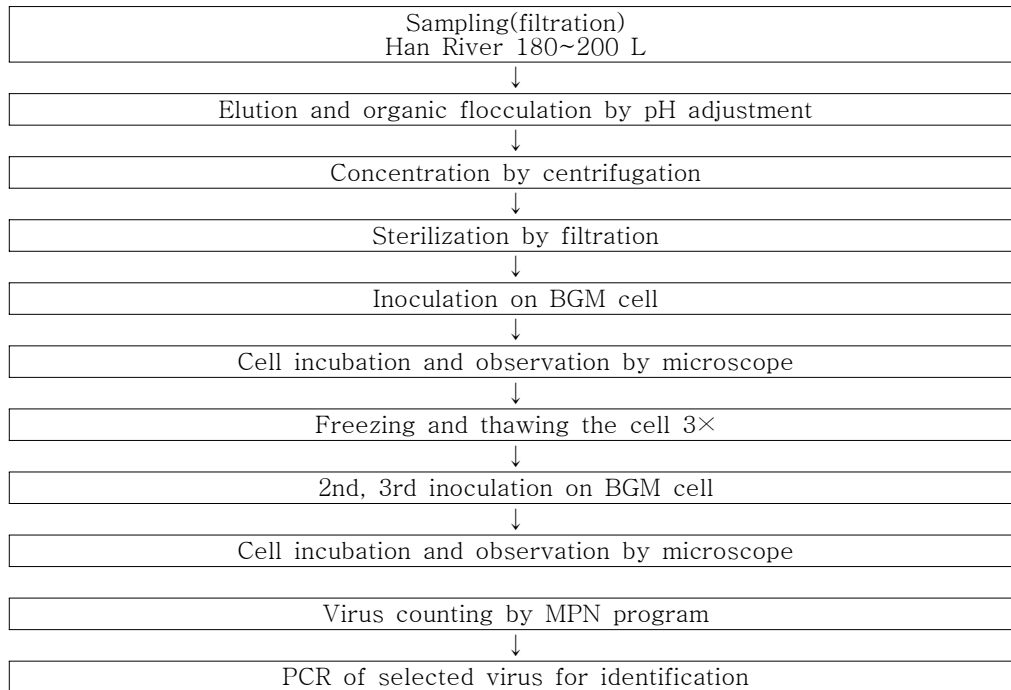 Sampling(filtration)
Han River 180~200 L
↓
Elution and organic flocculation by pH adjustment
↓
Concentration by centrifugation
↓
Sterilization by filtration
↓
Inoculation on BGM cell
↓
Cell incubation and observation by microscope
↓
Freezing and thawing the cell 3×
↓
2nd, 3rd inoculation on BGM cell
↓
Cell incubation and observation by microscope
Virus counting by MPN program
↓
PCR of selected virus for identification